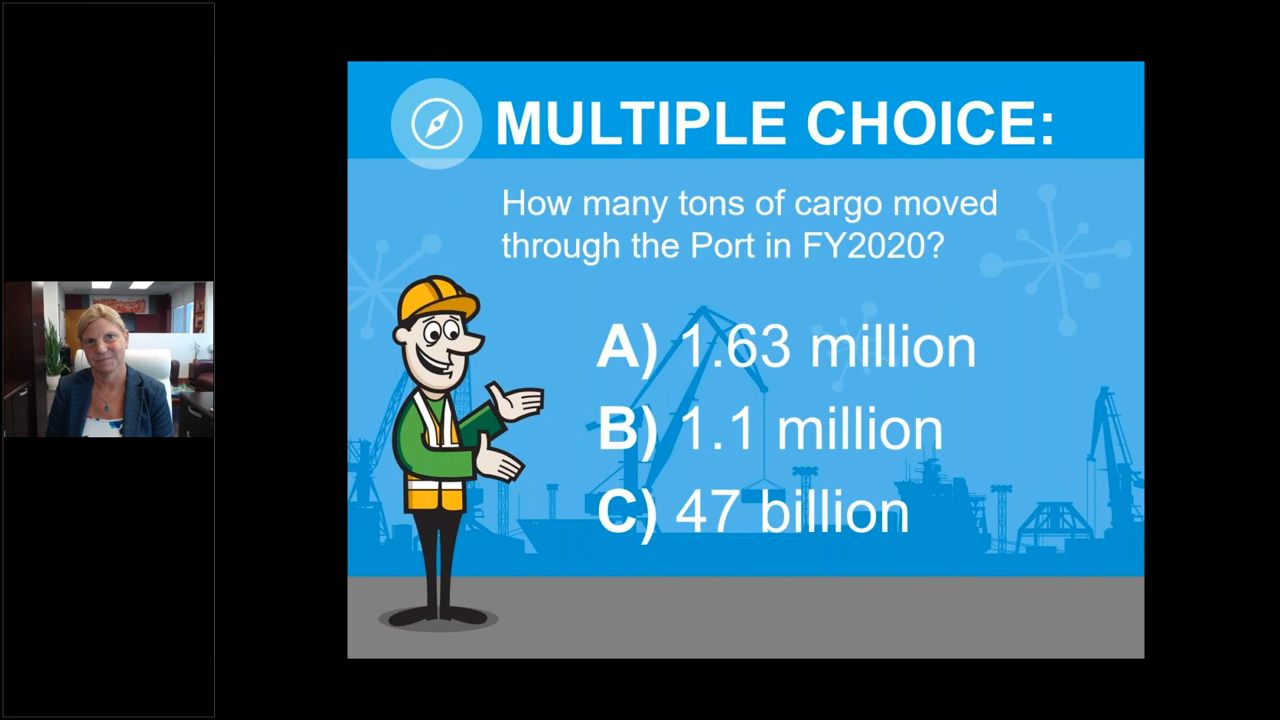 MULTIPLE CHOICE:
How many tons of cargo moved
through the Port in FY2020?
A) 1.63 million
B) 1.1 million
C) 47 billion